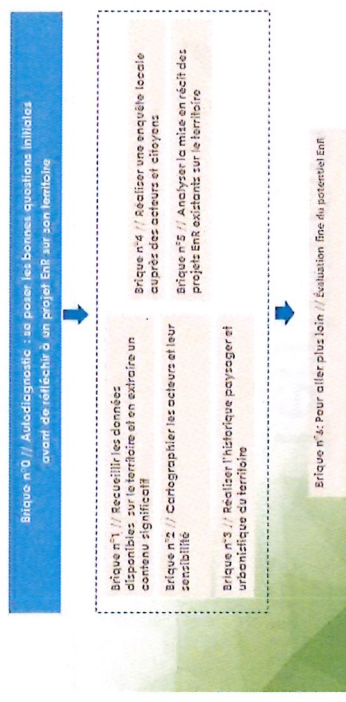 Brique n°0 // Autodiagnostic : se poser les bonnes questions initiales
avant de réfléchir à un projet EnR sur son territoire
Brique n°1 // Recueillir les données
disponibles sur le territoire et en extraire un
contenu significatif
Brique n°2 // Cartographier les acteurs et leur
sensibilité
Brique n°3 // Réaliser l'historique paysager et
urbanistique du territoire
Brique n°4 // Réaliser une enquête locale
auprès des acteurs et citoyens
Brique n°5 // Analyser la mise en récit des
projets EnR existants sur le territoire
Brique n°6: Pour aller plus loin // Évaluation fine du potentiel EnR